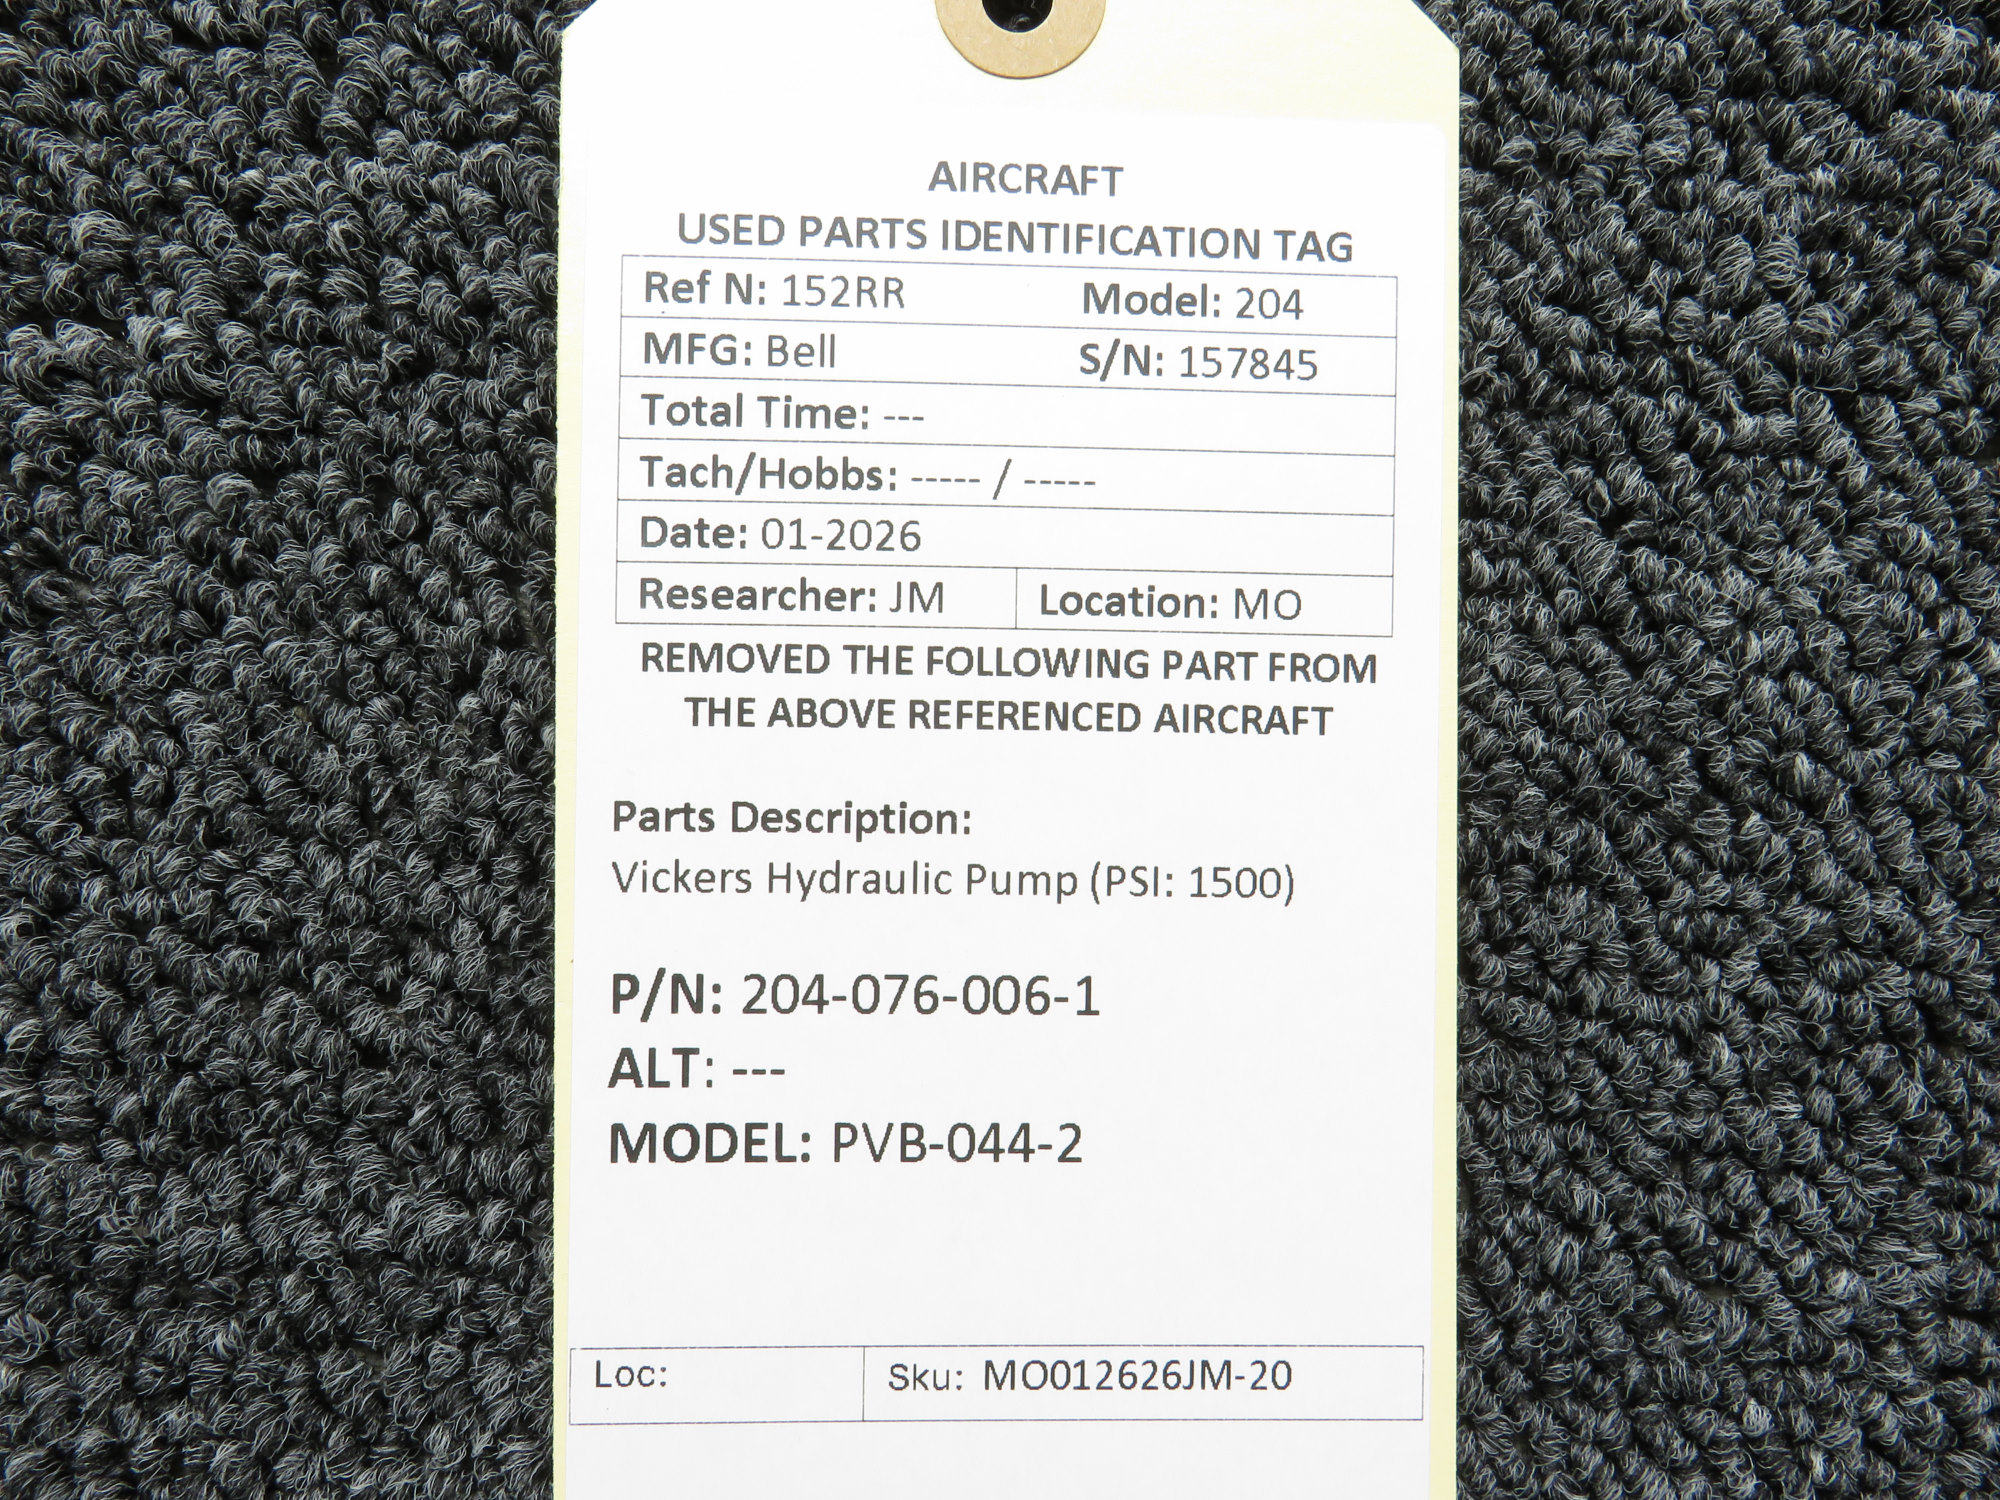 AIRCRAFT
USED PARTS IDENTIFICATION TAG
Ref N: 152RR Model: 204
MFG: Bell S/N: 157845
Total Time: ---
Tach/Hobbs: ----- / -----
Date: 01-2026
Researcher: JM Location: MO
REMOVED THE FOLLOWING PART FROM
THE ABOVE REFERENCED AIRCRAFT
Parts Description:
Vickers Hydraulic Pump (PSI: 1500)
P/N: 204-076-006-1
ALT: ---
MODEL: PVB-044-2
Loc: Sku: MO012626JM-20